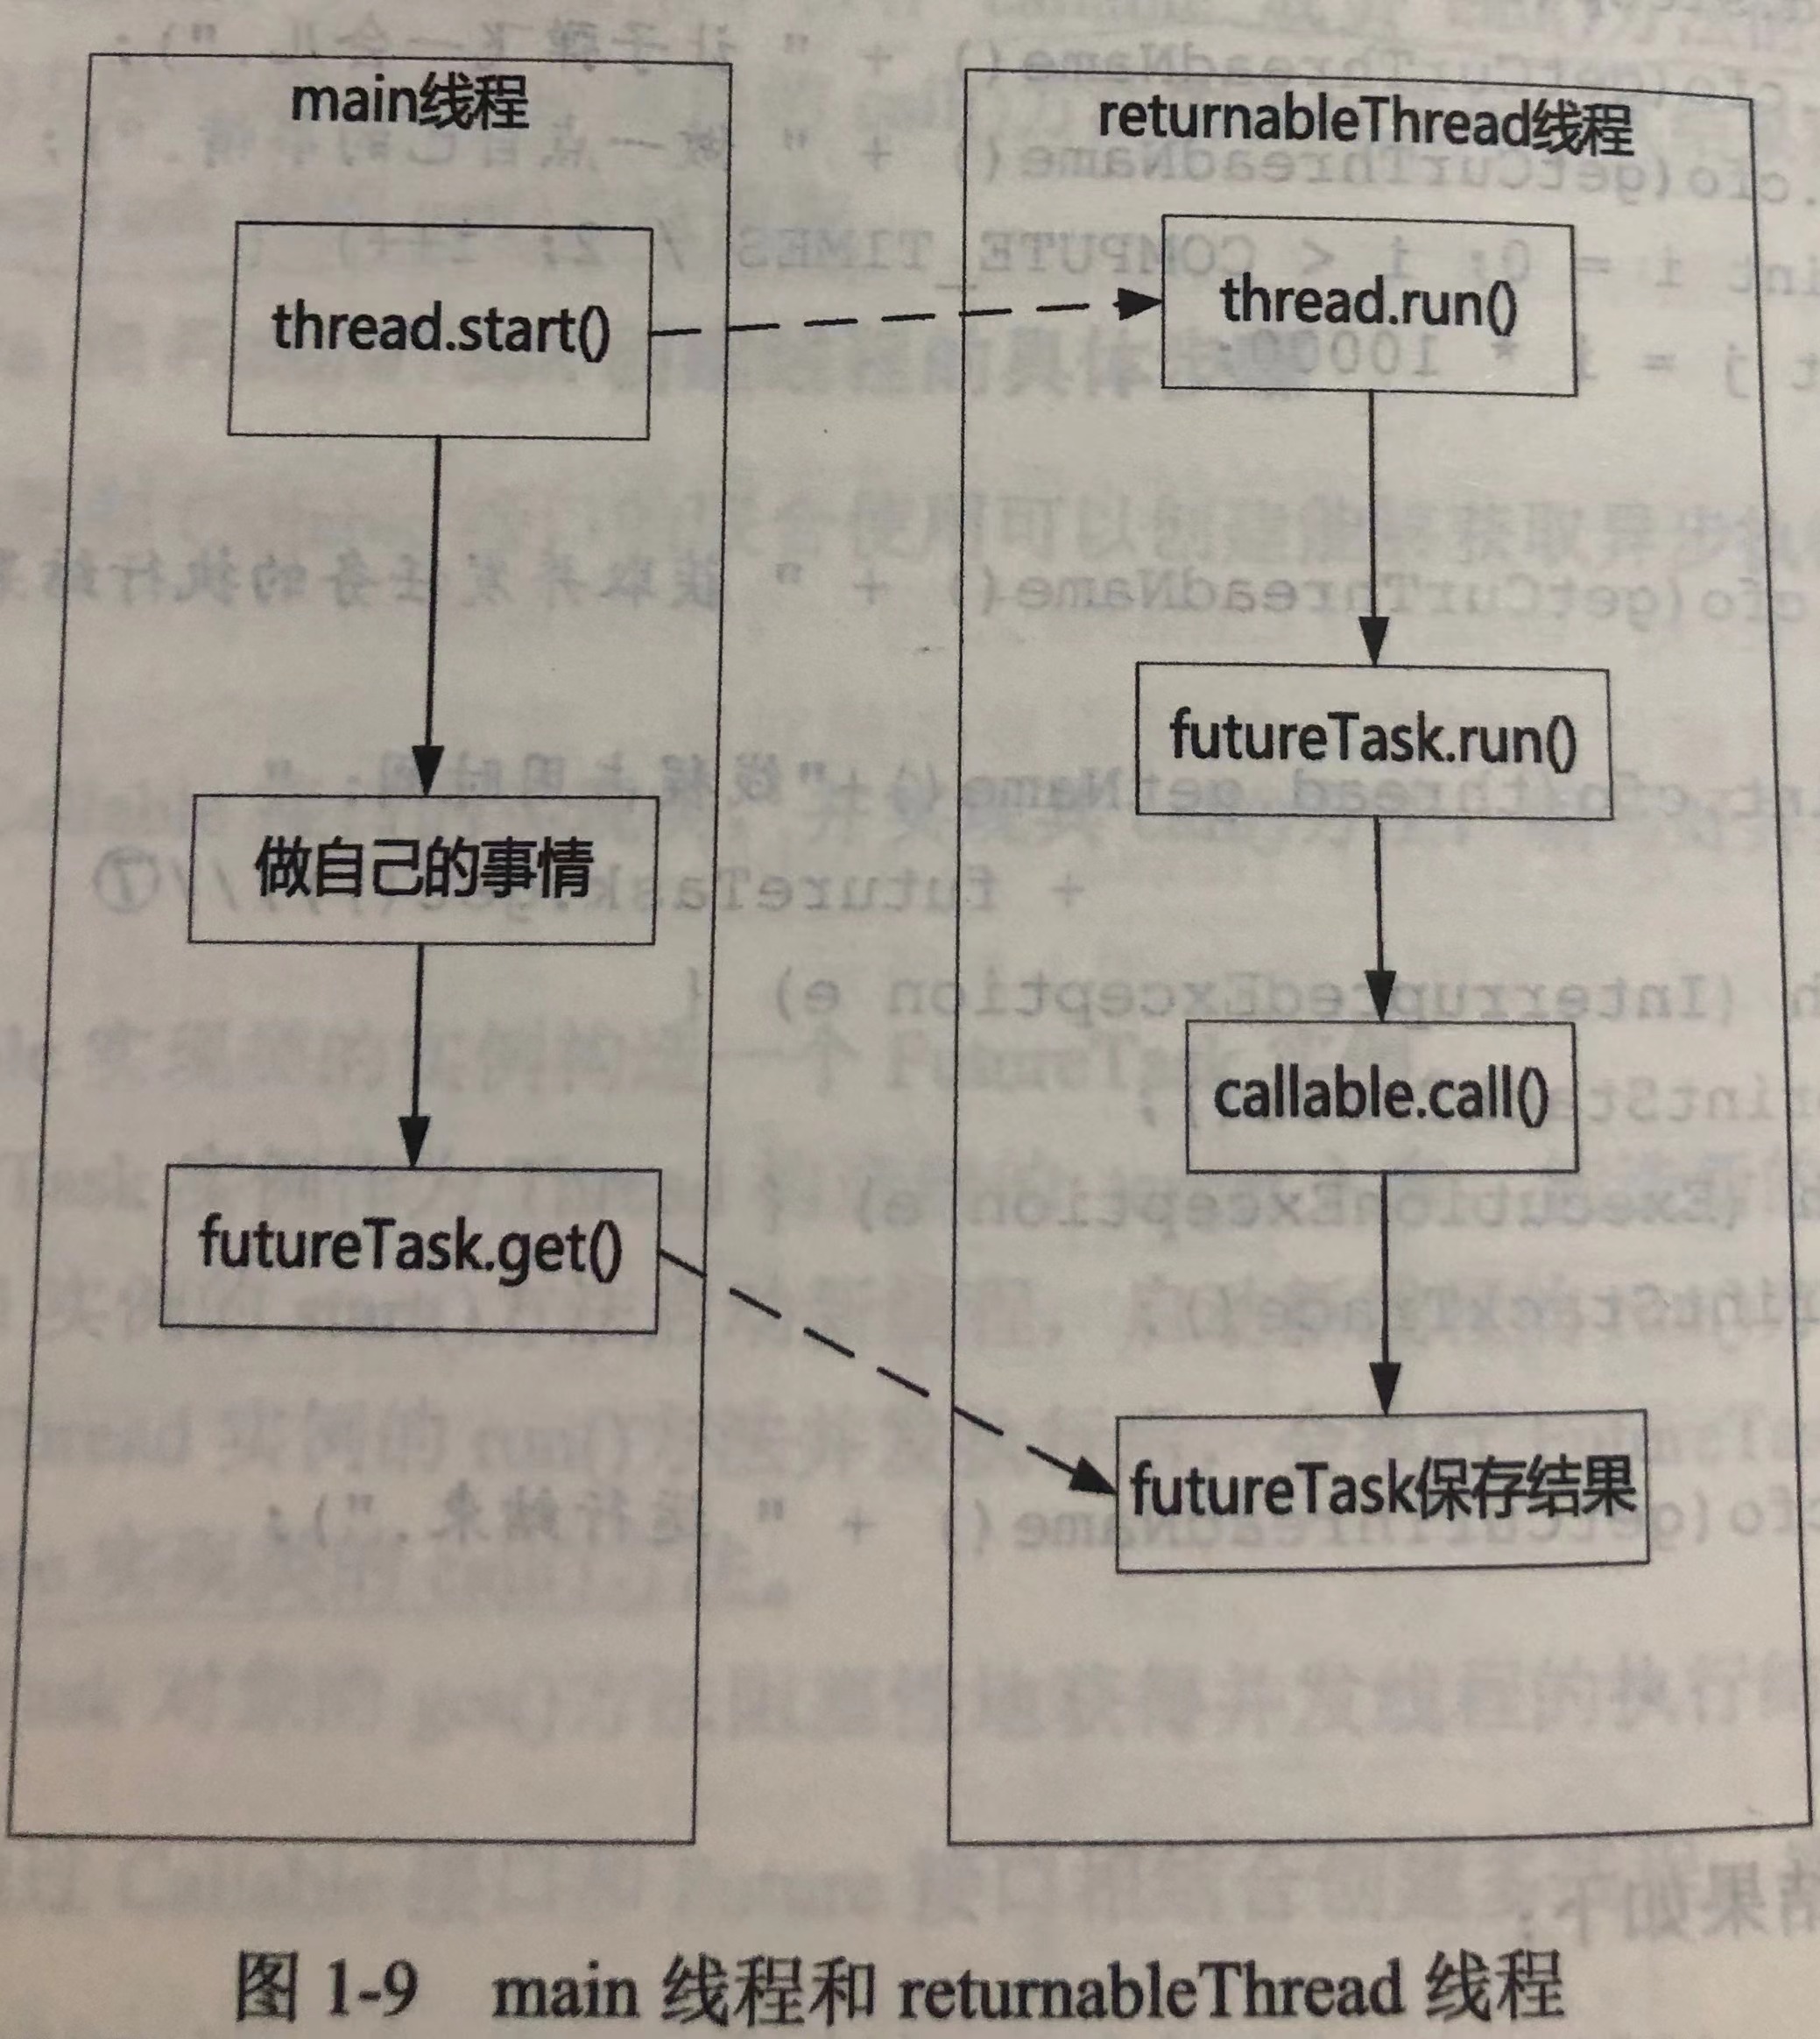 main线程
thread.start()
做自己的事情
futureTask.get()
returnableThread线程
thread.run()
futureTask.run()
callable.call()
futureTask保存结果
图 1-9 main 线程和 returnableThread 线程